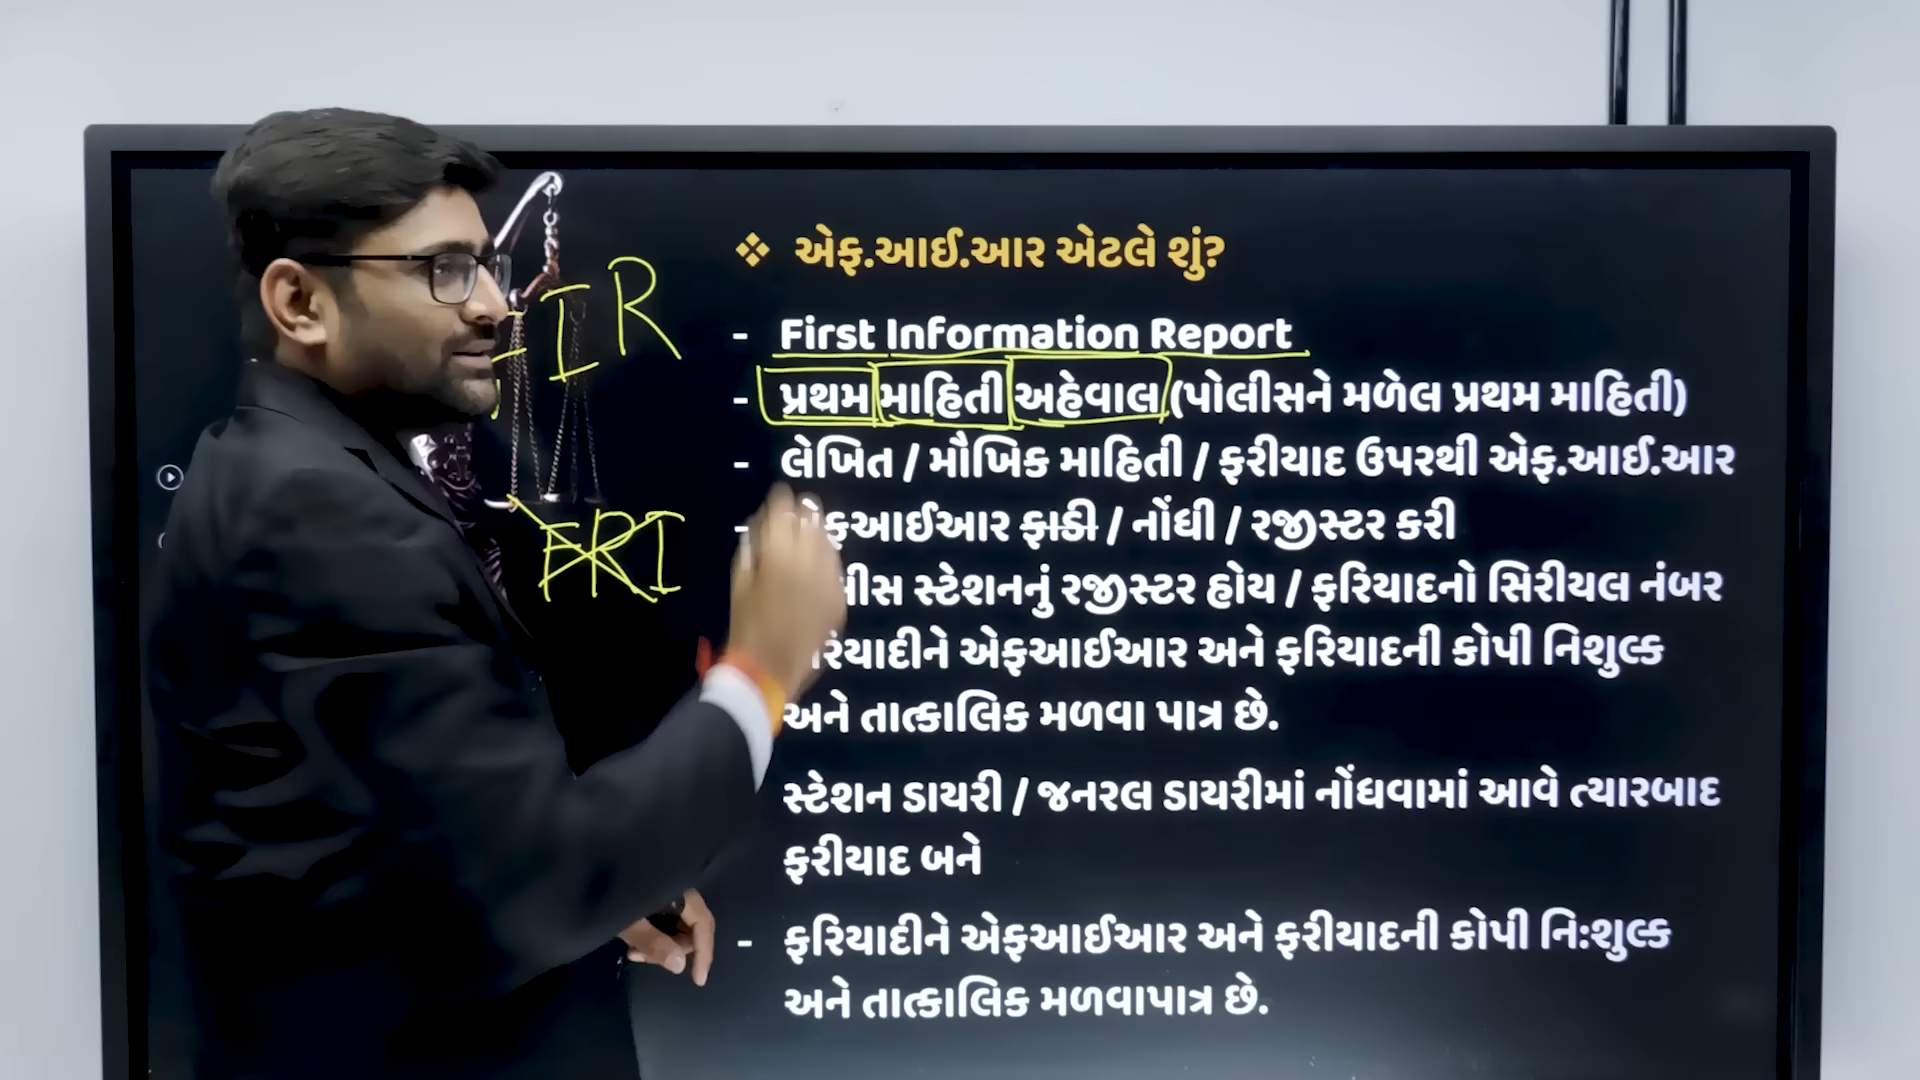 ❖ એફ.આઈ.આર એટલે શું?
IR
- First Information Report
- પ્રથમ માહિતી અહેવાલ (પોલીસને મળેલ પ્રથમ માહિતી)
- લેખિત / મૌખિક માહિતી / ફરીયાદ ઉપરથી એફ.આઈ.આર
FRI
- ફાડી / નોંધી / રજીસ્ટર કરી
સ્ટેશનનું રજીસ્ટર હોય / ફરિયાદનો સિરીયલ નંબર
એફઆઈઆર અને ફરિયાદની કોપી નિશુલ્ક
અને તાત્કાલિક મળવા પાત્ર છે.
સ્ટેશન ડાયરી / જનરલ ડાયરીમાં નોંધવામાં આવે ત્યારબાદ
ફરીયાદ બને
- ફરિયાદીને એફઆઈઆર અને ફરીયાદની કોપી નિ:શુલ્ક
અને તાત્કાલિક મળવાપાત્ર છે.